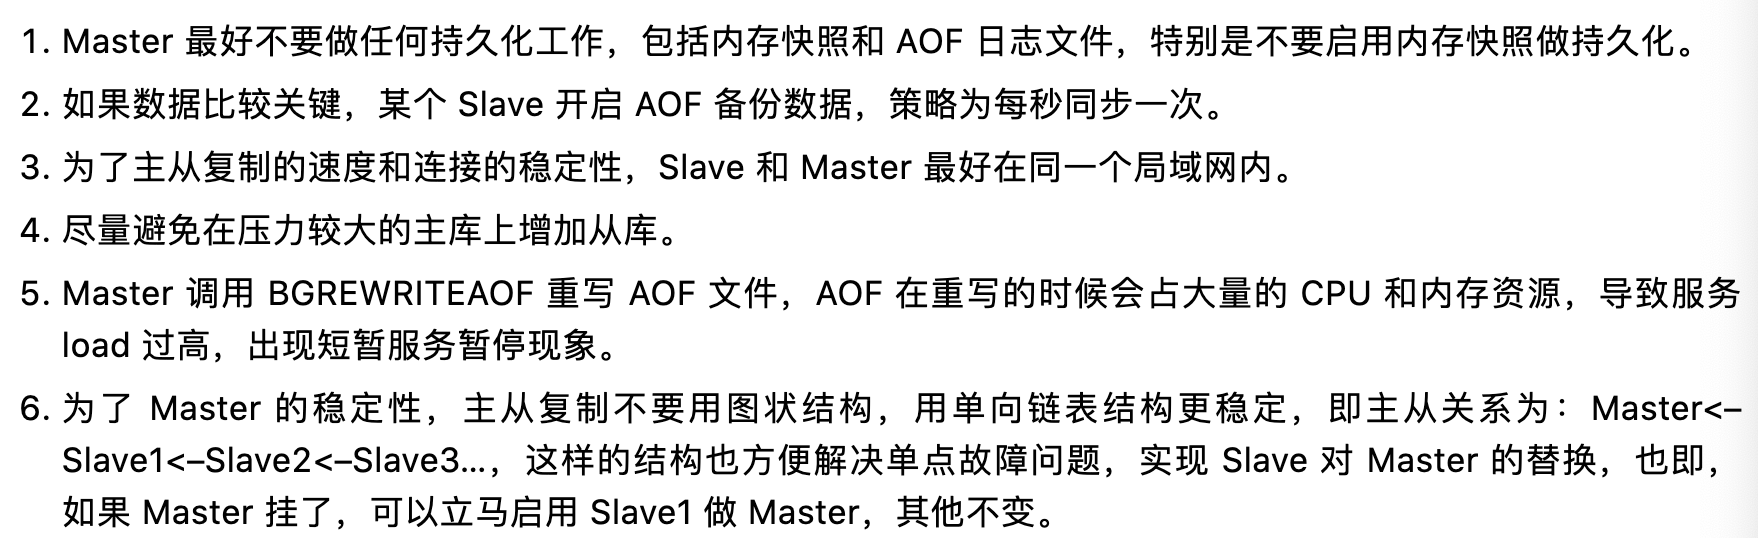 1. Master 最好不要做任何持久化工作，包括内存快照和 AOF 日志文件，特别是不要启用内存快照做持久化。
2. 如果数据比较关键，某个 Slave 开启 AOF 备份数据，策略为每秒同步一次。
3. 为了主从复制的速度和连接的稳定性，Slave 和 Master 最好在同一个局域网内。
4. 尽量避免在压力较大的主库上增加从库。
5. Master 调用 BGREWRITEAOF 重写 AOF 文件，AOF 在重写的时候会占大量的 CPU 和内存资源，导致服务
load 过高，出现短暂服务暂停现象。
6. 为了 Master 的稳定性，主从复制不要用图状结构，用单向链表结构更稳定，即主从关系为：Master<–
Slave1<–Slave2<–Slave3…，这样的结构也方便解决单点故障问题，实现 Slave 对 Master 的替换，也即，
如果 Master 挂了，可以立马启用 Slave1 做 Master，其他不变。